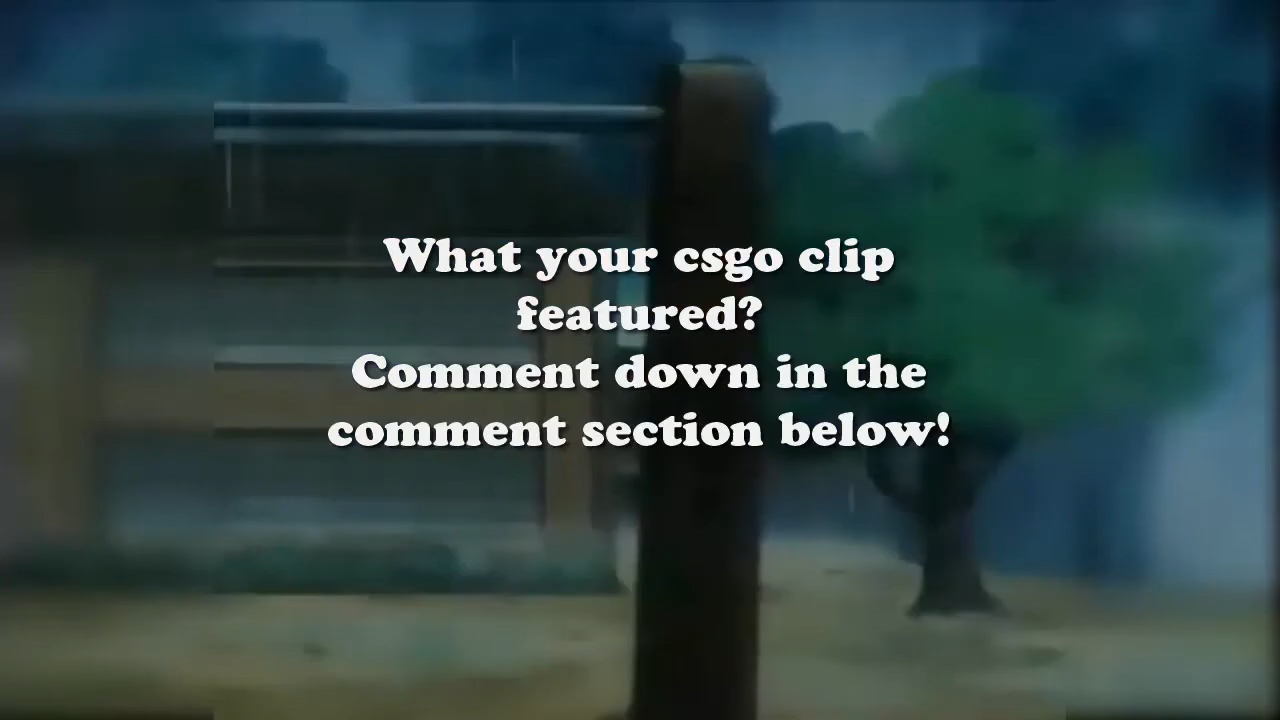 What your csgo clip
featured?
Comment down in the
comment section below!